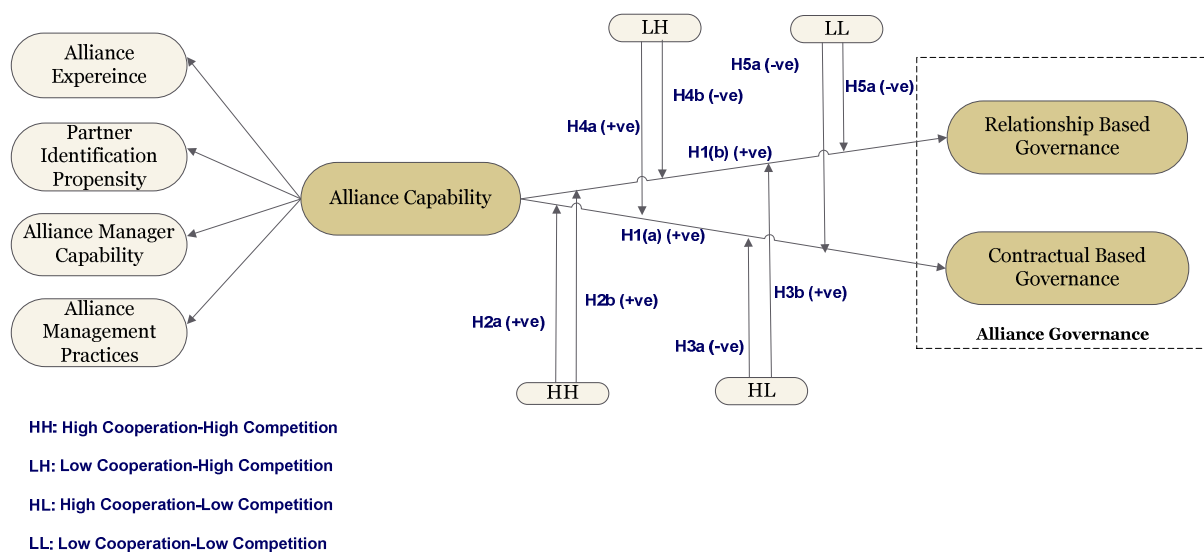 Alliance
Expereince
Partner
Identification
Propensity
Alliance Manager
Capability
Alliance
Management
Practices
Alliance Capability
LH
LL
H4a (+ve)
H4b (-ve)
H5a (-ve)
H5a (-ve)
H1(b) (+ve)
H1(a) (+ve)
H2a (+ve)
H2b (+ve)
H3a (-ve)
H3b (+ve)
HH
HL
Relationship Based
Governance
Contractual Based
Governance
Alliance Governance
HH: High Cooperation-High Competition
LH: Low Cooperation-High Competition
HL: High Cooperation-Low Competition
LL: Low Cooperation-Low Competition